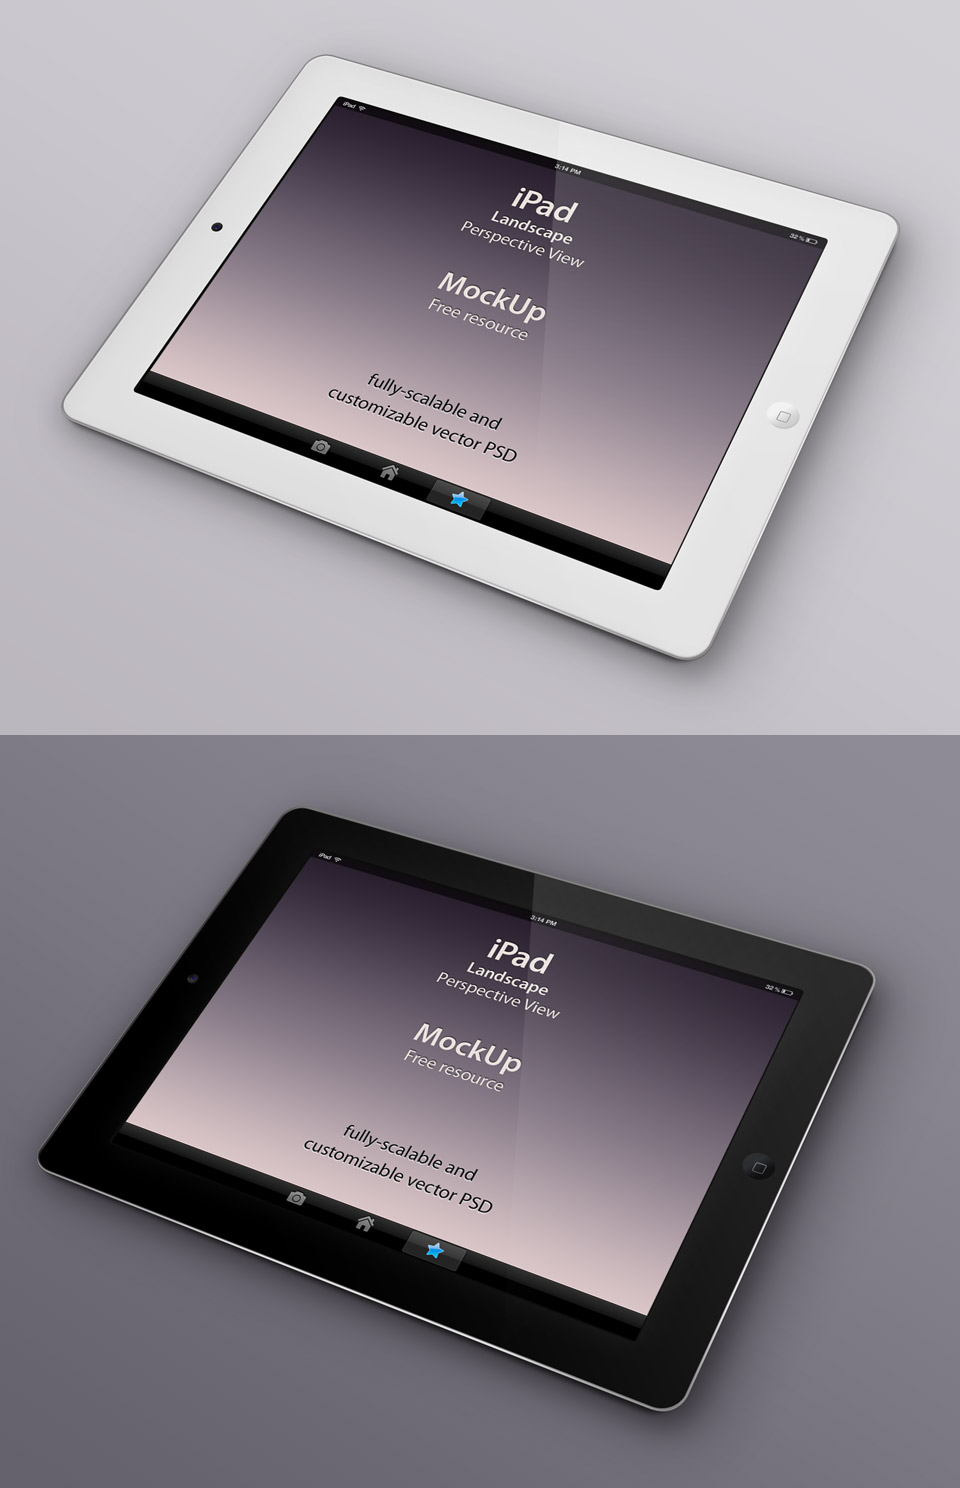 iPad
3:14 PM
32 %
iPad
Landscape
Perspective View
MockUp
Free resource
fully-scalable and
customizable vector PSD
iPad
3:14 PM
32 %
iPad
Landscape
Perspective View
MockUp
Free resource
fully-scalable and
customizable vector PSD